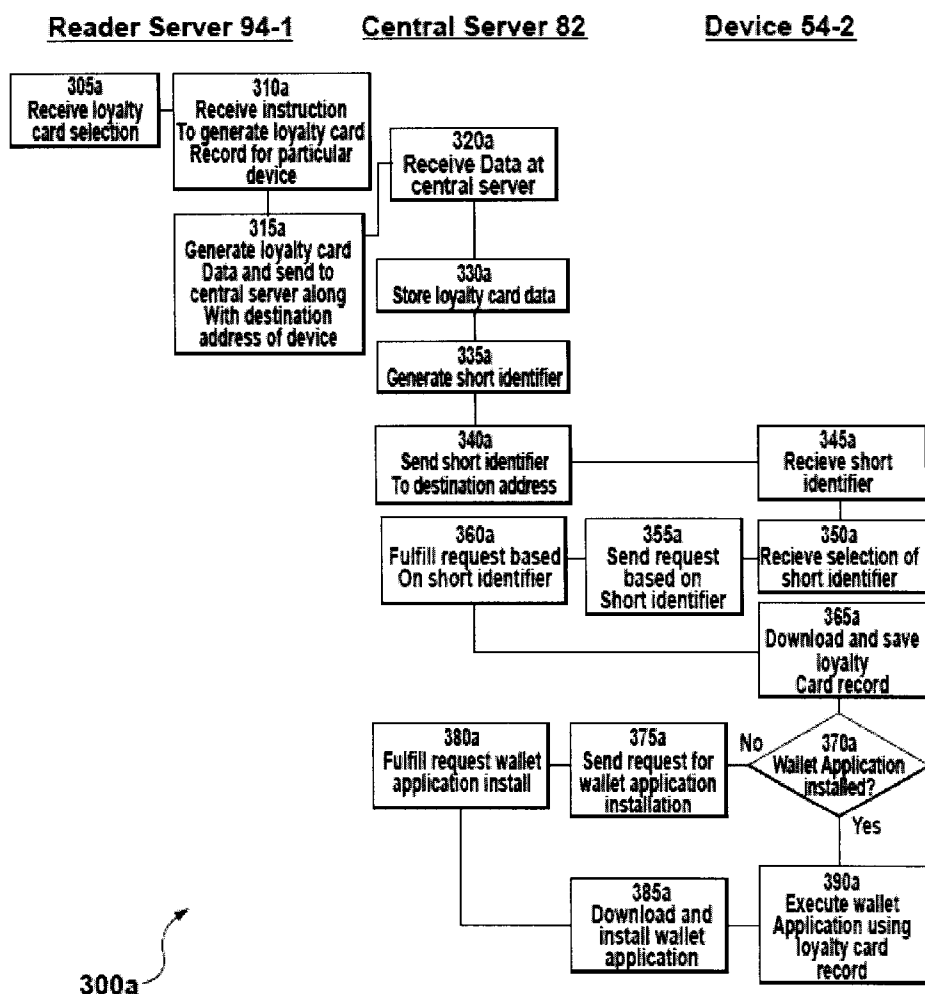 Reader Server 94-1
Central Server 82
Device 54-2
305a
Receive loyalty
card selection
310a
Receive instruction
To generate loyalty card
Record for particular
device
315a
Generate loyalty card
Data and send to
central server along
With destination
address of device
320a
Receive Data at
central server
330a
Store loyalty card data
335a
Generate short identifier
340a
Send short identifier
To destination address
345a
Recieve short
identifier
350a
Recieve selection of
short identifier
355a
Send request
based on
Short identifier
360a
Fulfill request based
On short identifier
365a
Download and save
loyalty
Card record
370a
Wallet Application
installed?
No
Yes
375a
Send request for
wallet application
installation
380a
Fulfill request wallet
application install
385a
Download and
install wallet
application
390a
Execute wallet
Application using
loyalty card
record
300a